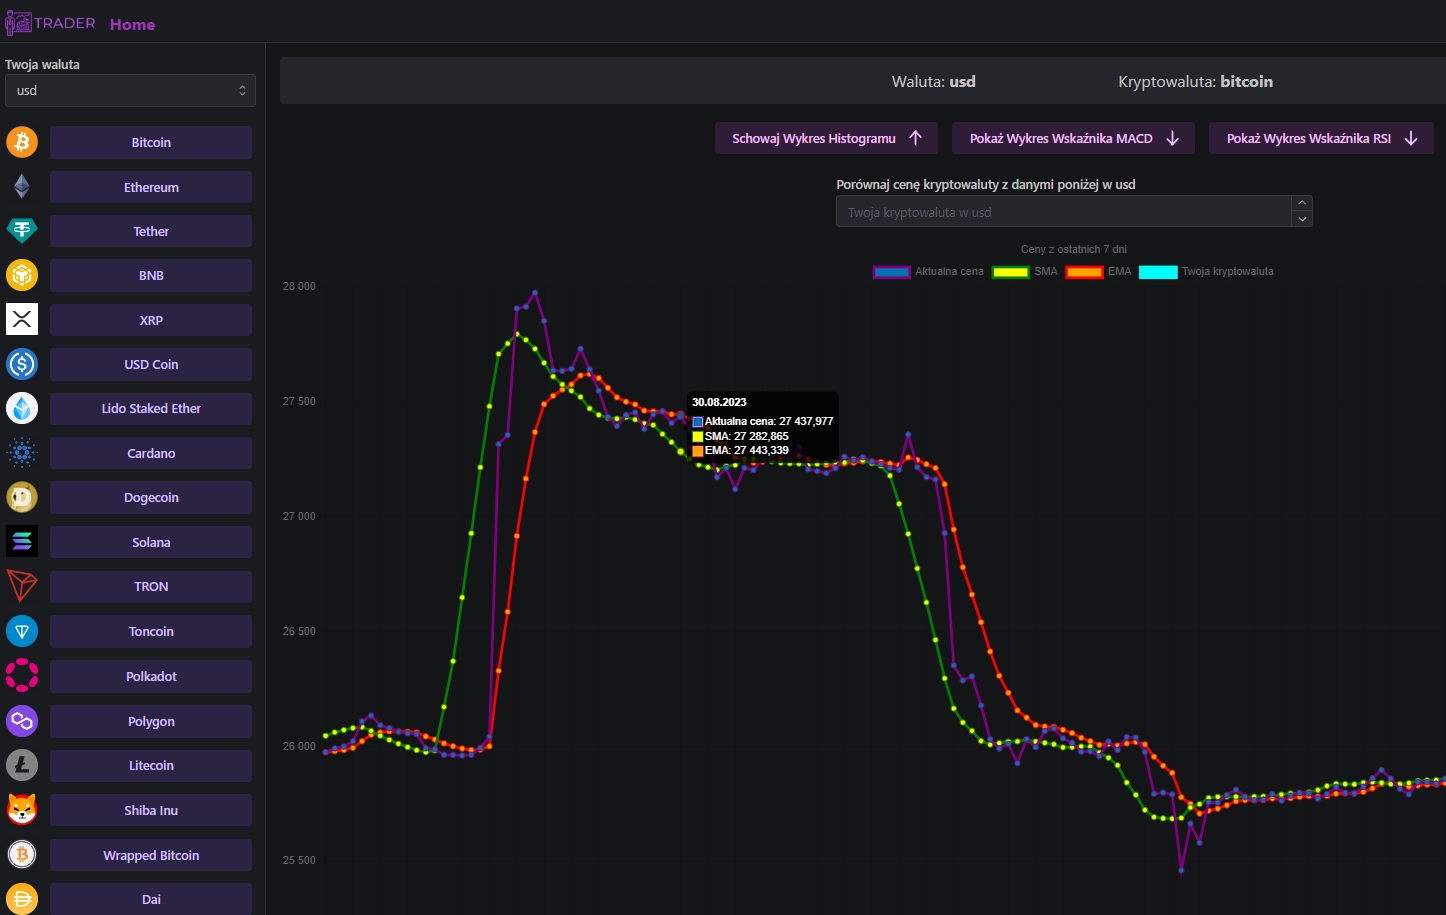 TRADER Home
Twoja waluta
usd
Bitcoin
Ethereum
Tether
BNB
XRP
USD Coin
Lido Staked Ether
Cardano
Dogecoin
Solana
TRON
Toncoin
Polkadot
Polygon
Litecoin
Shiba Inu
Wrapped Bitcoin
Dai
Waluta: usd Kryptowaluta: bitcoin
Schowaj Wykres Histogramu Pokaż Wykres Wskaźnika MACD Pokaż Wykres Wskaźnika RSI
Porównaj cenę kryptowaluty z danymi poniżej w usd
Twoja kryptowaluta w usd
Ceny z ostatnich 7 dni
Aktualna cena SMA EMA Twoja kryptowaluta
28 000
27 500
27 000
26 500
26 000
25 500
30.08.2023
Aktualna cena: 27 437,977
SMA: 27 282,865
EMA: 27 443,339